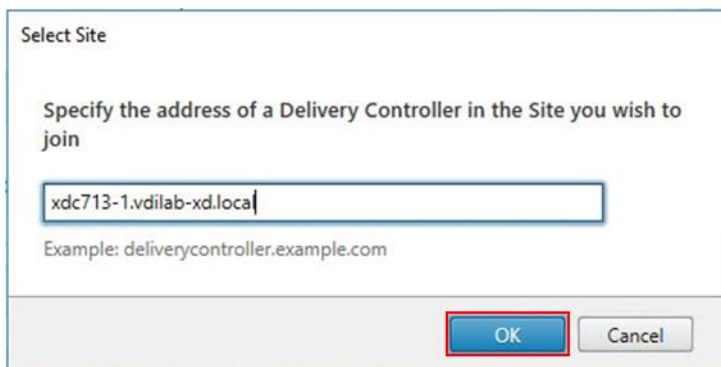 Select Site
Specify the address of a Delivery Controller in the Site you wish to
join
xdc713-1.vdilab-xd.local
Example: deliverycontroller.example.com
OK
Cancel